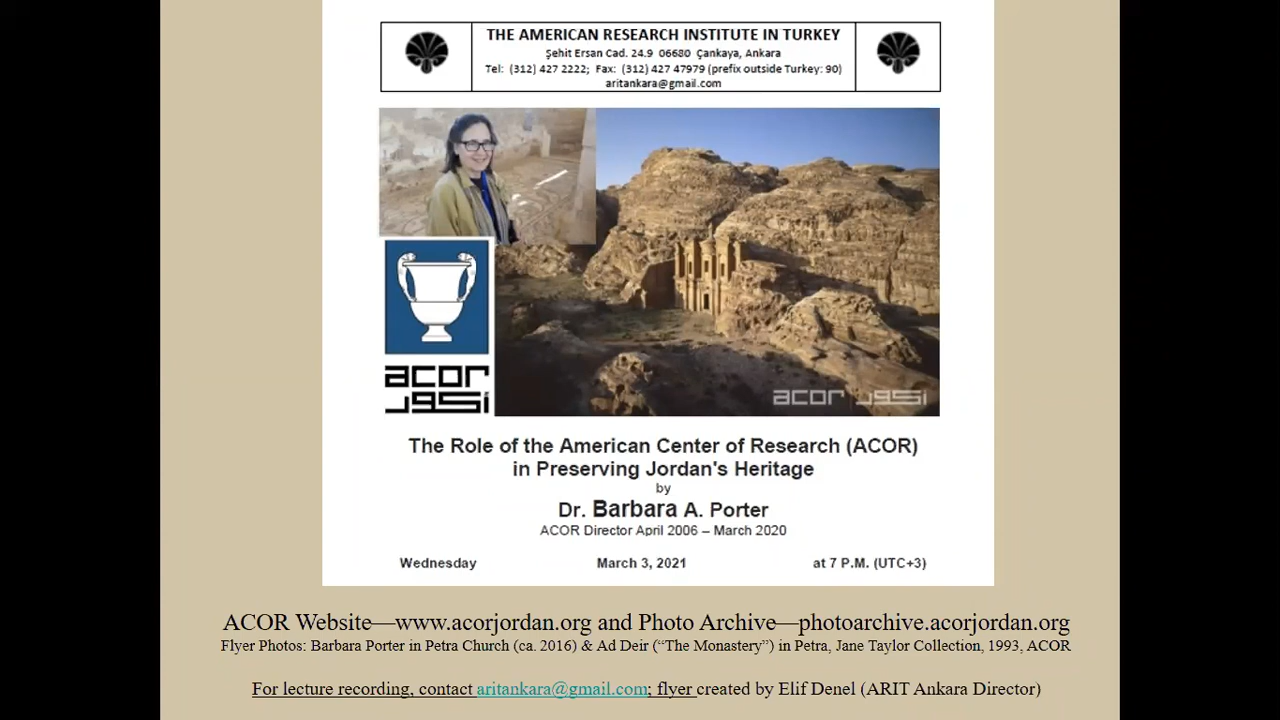 THE AMERICAN RESEARCH INSTITUTE IN TURKEY
Şehit Ersan Cad. 24.9 06680 Çankaya, Ankara
Tel: (312) 427 2222; Fax: (312) 427 47979 (prefix outside Turkey: 90)
aritankara@gmail.com
acor
أكور
acor أكور
The Role of the American Center of Research (ACOR)
in Preserving Jordan's Heritage
by
Dr. Barbara A. Porter
ACOR Director April 2006 – March 2020
Wednesday March 3, 2021 at 7 P.M. (UTC+3)
ACOR Website—www.acorjordan.org and Photo Archive—photoarchive.acorjordan.org
Flyer Photos: Barbara Porter in Petra Church (ca. 2016) & Ad Deir (“The Monastery”) in Petra, Jane Taylor Collection, 1993, ACOR
For lecture recording, contact aritankara@gmail.com; flyer created by Elif Denel (ARIT Ankara Director)